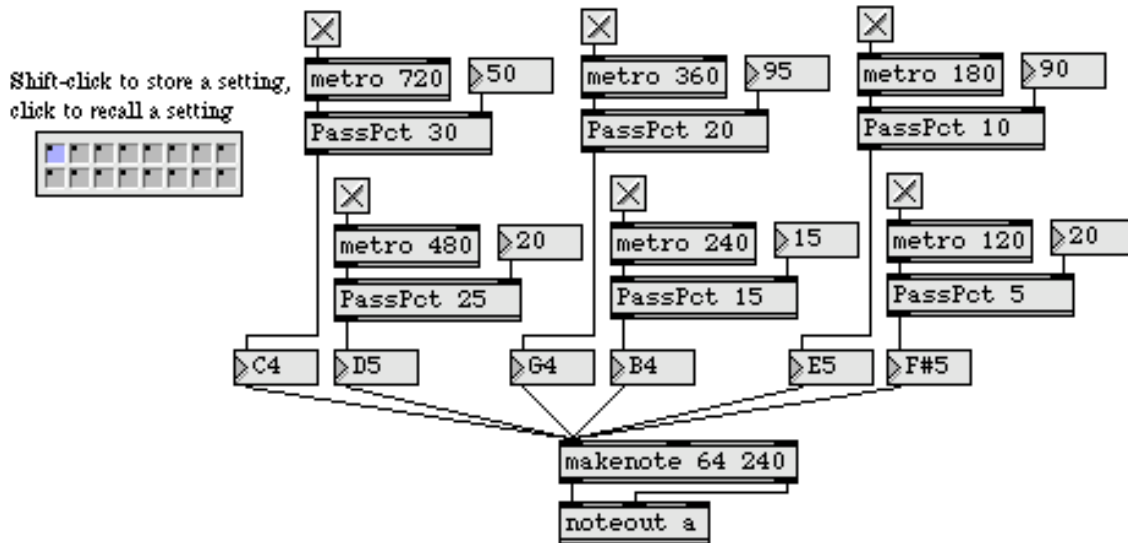 Shift-click to store a setting,
click to recall a setting
metro 720
50
PassPct 30
metro 360
95
PassPct 20
metro 180
90
PassPct 10
metro 480
20
PassPct 25
metro 240
15
PassPct 15
metro 120
20
PassPct 5
C4
D5
G4
B4
E5
F#5
makenote 64 240
noteout a